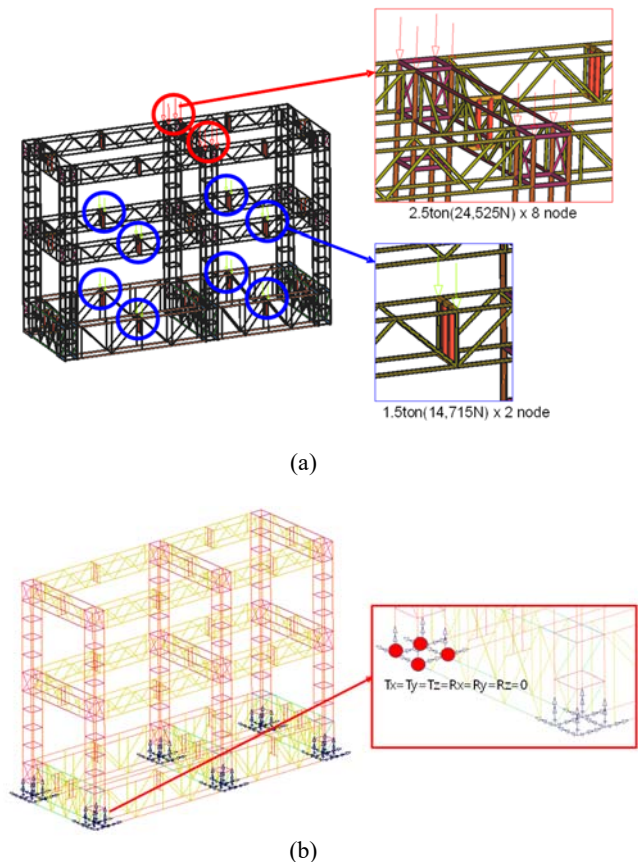 2.5ton(24,525N) x 8 node
1.5ton(14,715N) x 2 node
(a)
Tx=Ty=Tz=Rx=Ry=Rz=0
(b)